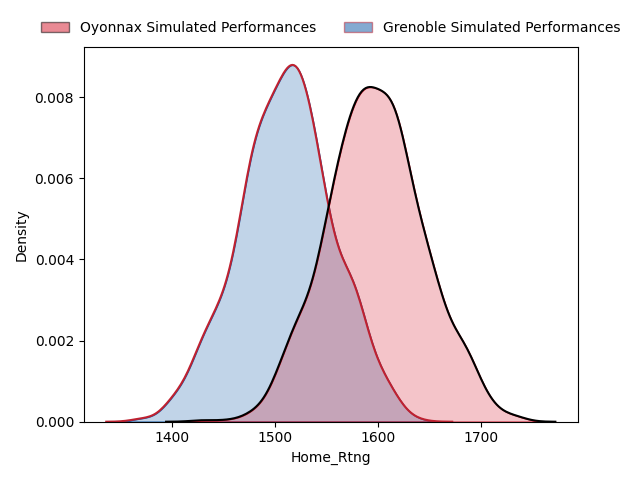 Oyonnax Simulated Performances
Grenoble Simulated Performances
0.008
0.006
0.004
0.002
0.000
Density
1400
1500
1600
1700
Home_Rtng